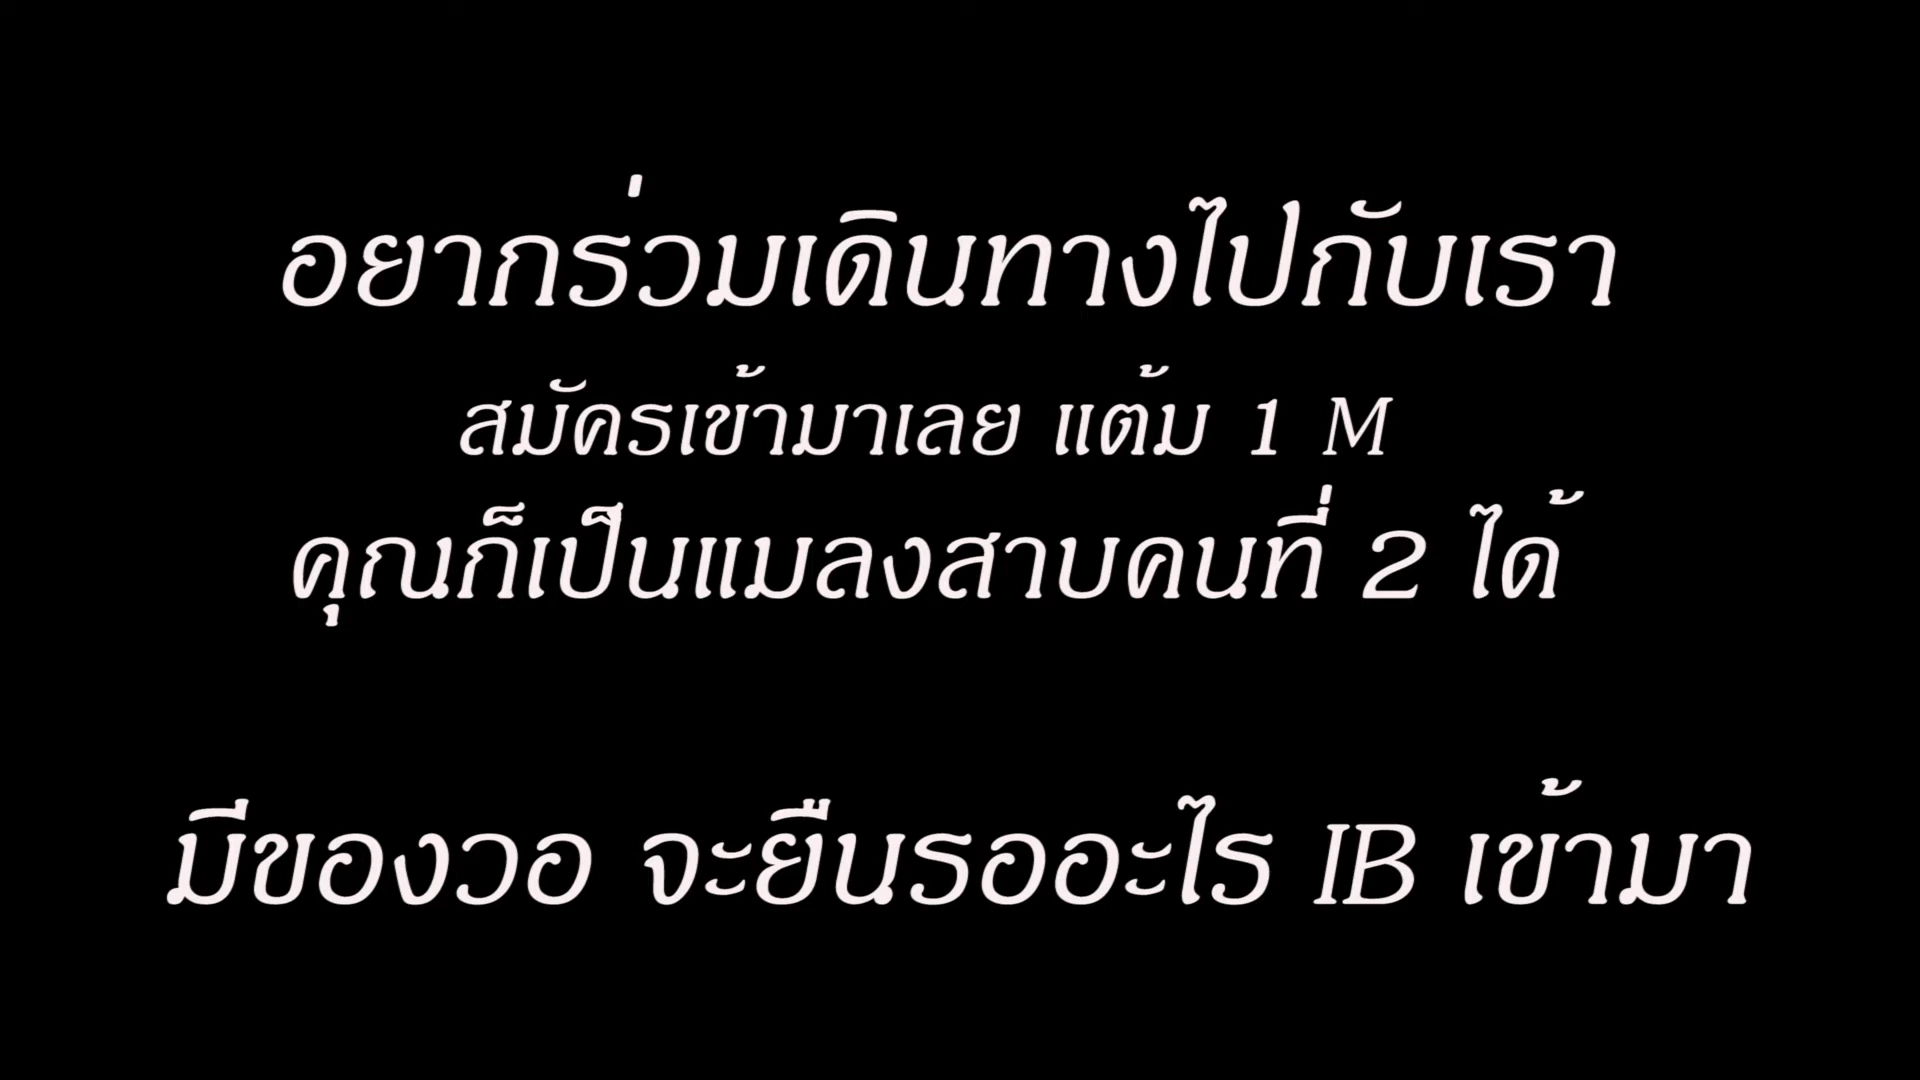 อยากร่วมเดินทางไปกับเรา
สมัครเข้ามาเลย แต้ม 1 M
คุณก็เป็นแมลงสาบคนที่ 2 ได้
มีของวอ จะยืนรออะไร IB เข้ามา